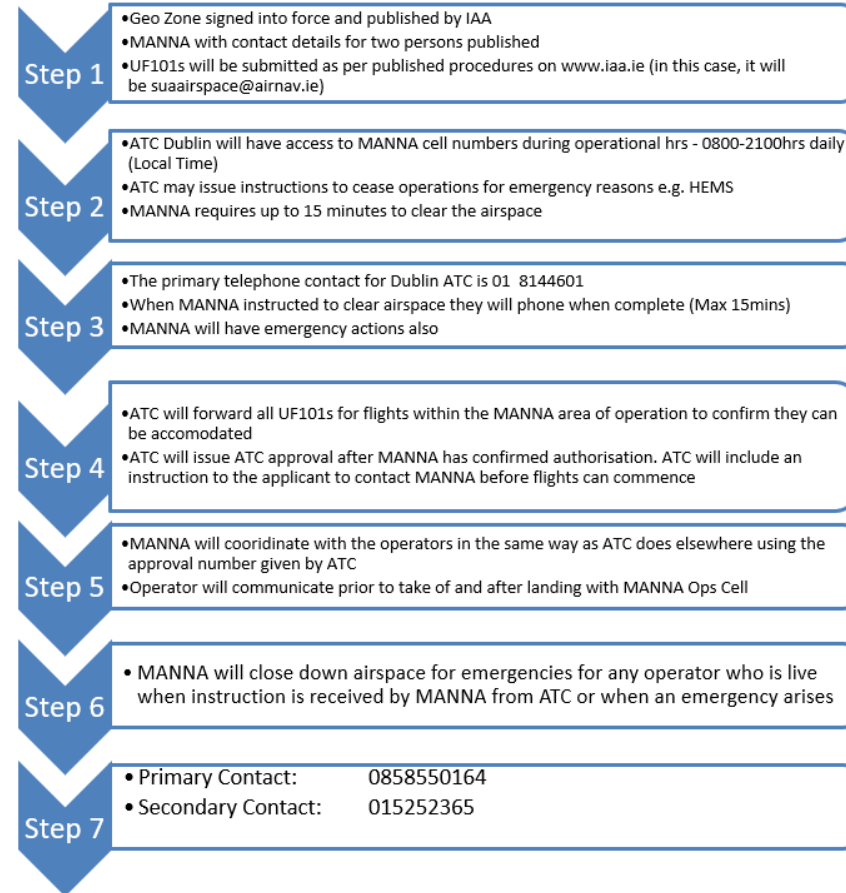 Step 1
•Geo Zone signed into force and published by IAA
•MANNA with contact details for two persons published
•UF101s will be submitted as per published procedures on www.iaa.ie (in this case, it will
be suaairspace@airnav.ie)
Step 2
•ATC Dublin will have access to MANNA cell numbers during operational hrs - 0800-2100hrs daily
(Local Time)
•ATC may issue instructions to cease operations for emergency reasons e.g. HEMS
•MANNA requires up to 15 minutes to clear the airspace
Step 3
•The primary telephone contact for Dublin ATC is 01 8144601
•When MANNA instructed to clear airspace they will phone when complete (Max 15mins)
•MANNA will have emergency actions also
Step 4
•ATC will forward all UF101s for flights within the MANNA area of operation to confirm they can
be accomodated
•ATC will issue ATC approval after MANNA has confirmed authorisation. ATC will include an
instruction to the applicant to contact MANNA before flights can commence
Step 5
•MANNA will cooridinate with the operators in the same way as ATC does elsewhere using the
approval number given by ATC
•Operator will communicate prior to take of and after landing with MANNA Ops Cell
Step 6
• MANNA will close down airspace for emergencies for any operator who is live
when instruction is received by MANNA from ATC or when an emergency arises
Step 7
• Primary Contact: 0858550164
• Secondary Contact: 015252365